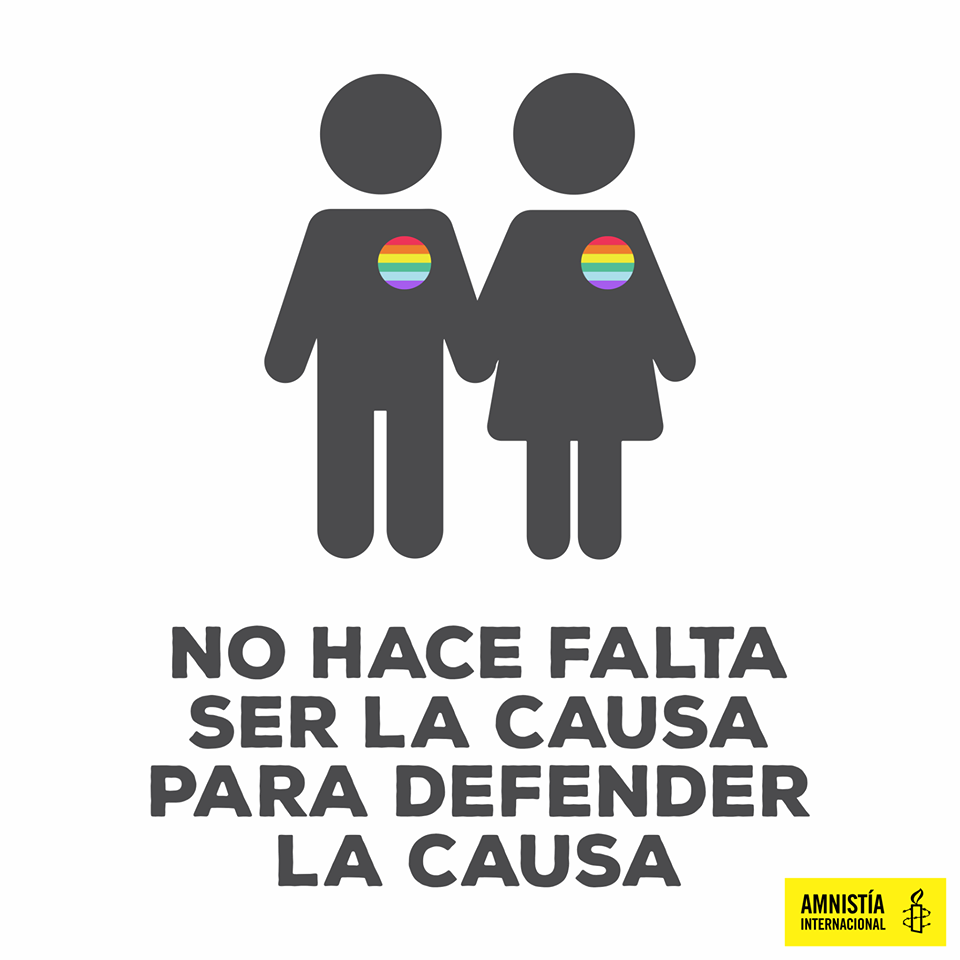 NO HACE FALTA
SER LA CAUSA
PARA DEFENDER
LA CAUSA
AMNISTÍA
INTERNACIONAL